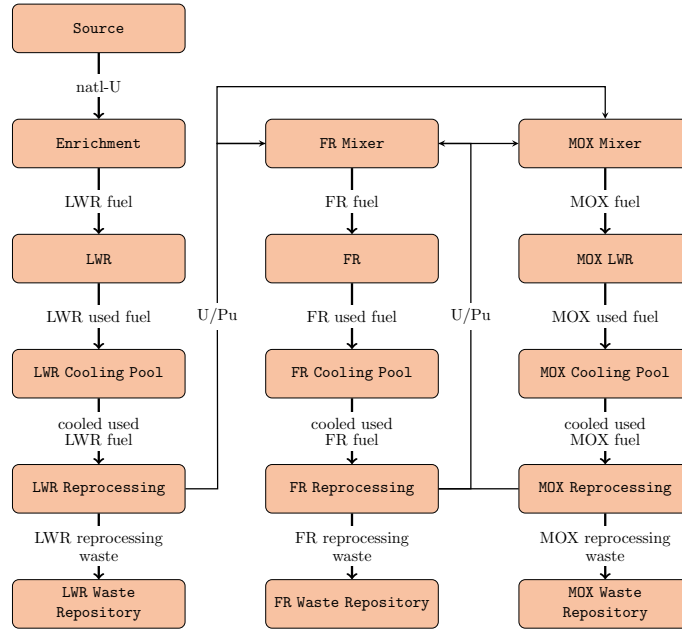 Source
natl-U
Enrichment
FR Mixer
MOX Mixer
LWR fuel
FR fuel
MOX fuel
LWR
FR
MOX LWR
LWR used fuel
U/Pu
FR used fuel
U/Pu
MOX used fuel
LWR Cooling Pool
FR Cooling Pool
MOX Cooling Pool
cooled used
LWR fuel
cooled used
FR fuel
cooled used
MOX fuel
LWR Reprocessing
FR Reprocessing
MOX Reprocessing
LWR reprocessing
waste
FR reprocessing
waste
MOX reprocessing
waste
LWR Waste
Repository
FR Waste Repository
MOX Waste
Repository